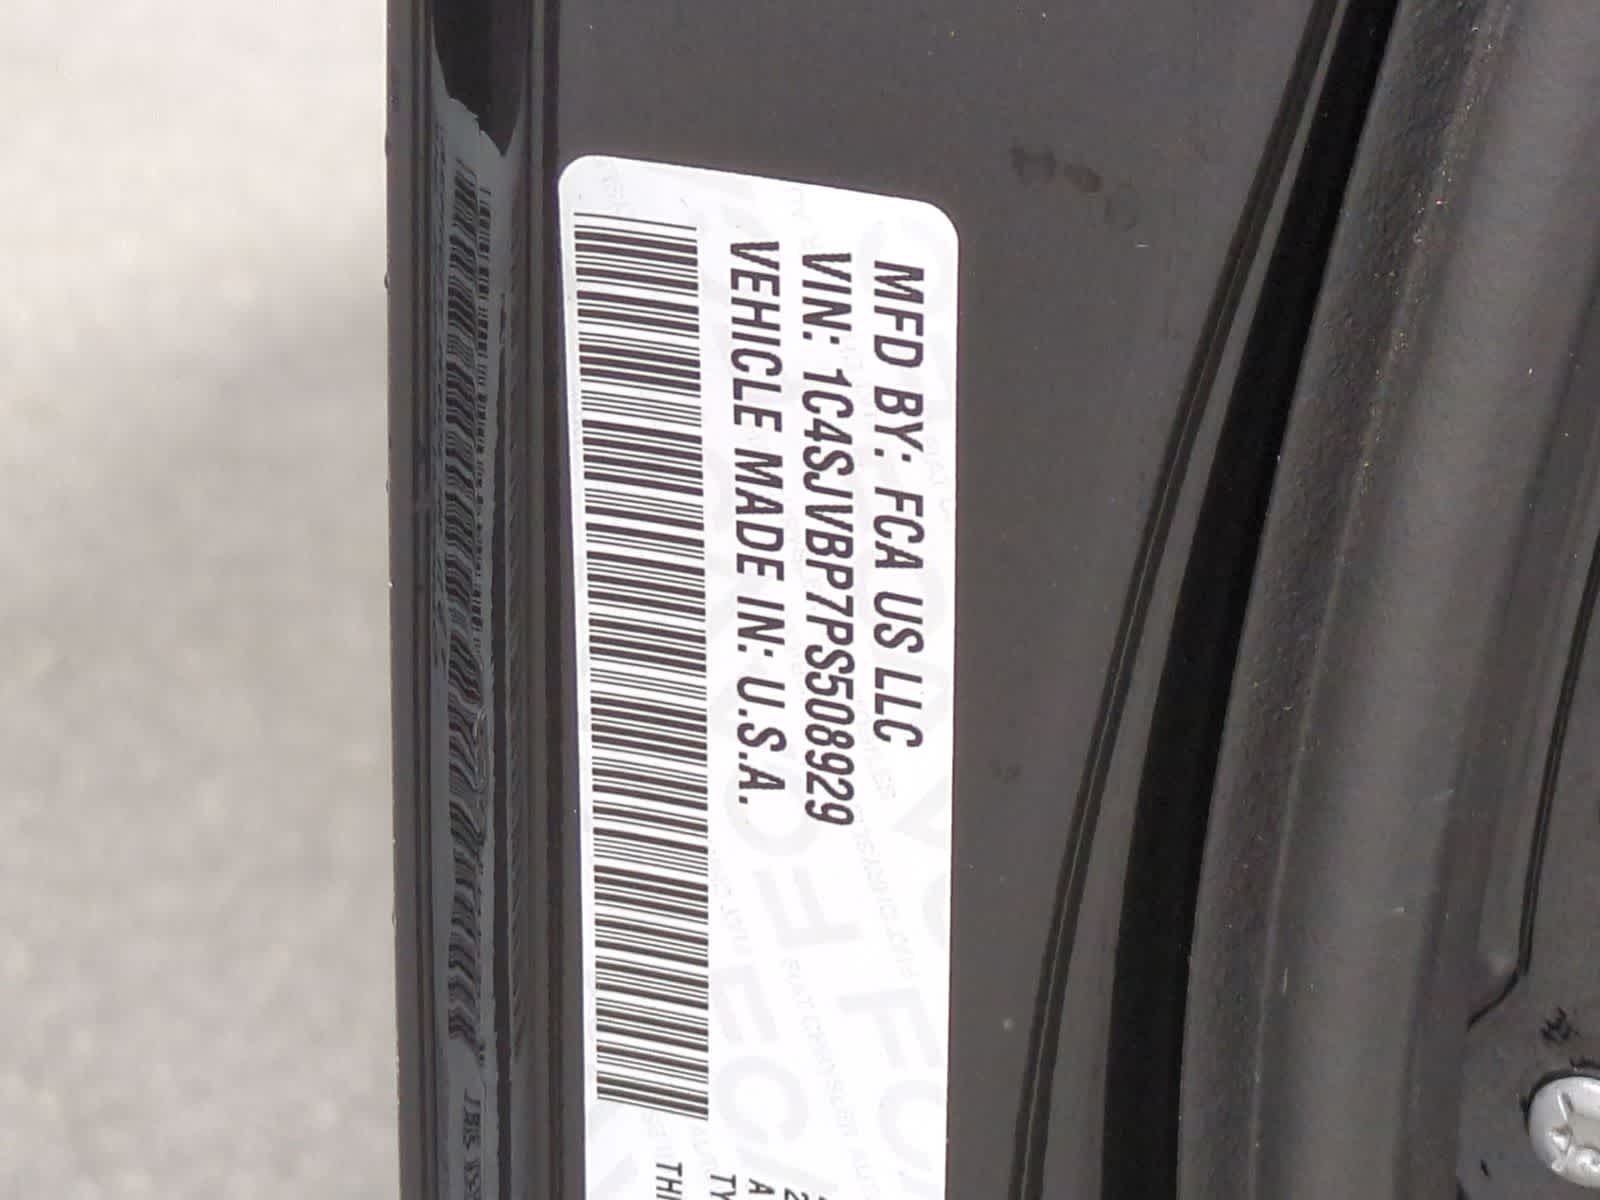 MFD BY: FCA US LLC
VIN: 1C4SJVBP7PS508929
VEHICLE MADE IN: U.S.A.